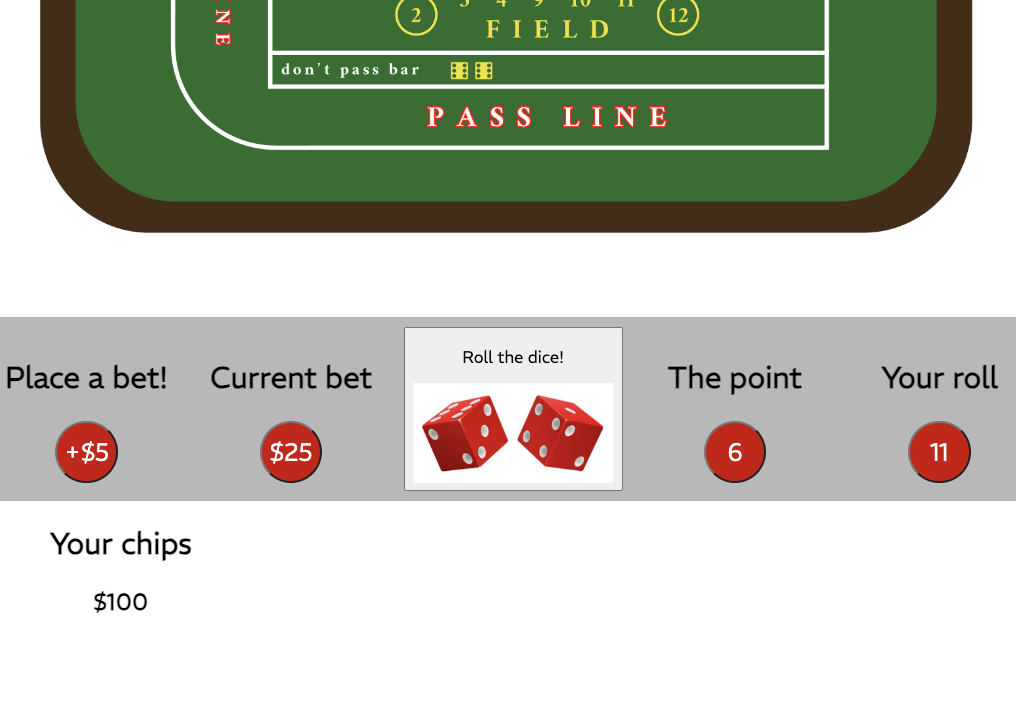 NE
2 3 4 9 10 11 12
FIELD
don't pass bar
PASS LINE
Place a bet!
+$5
Current bet
$25
Roll the dice!
The point
6
Your roll
11
Your chips
$100